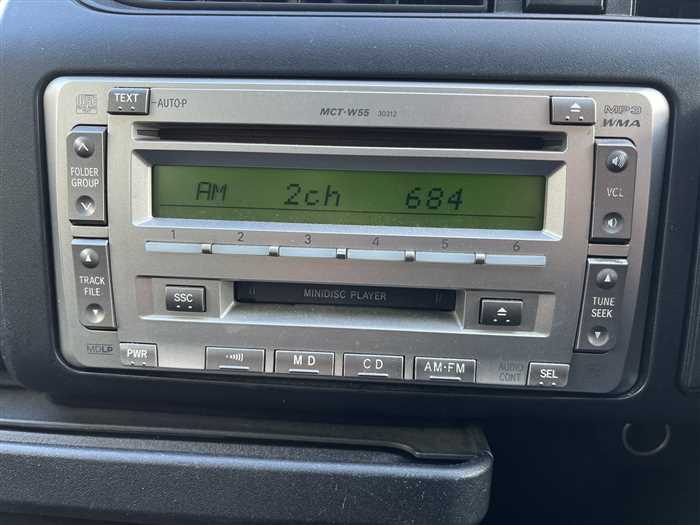 TEXT AUTO·P MCT-W55 30212 MP3
WMA
FOLDER
GROUP
VOL
AM 2ch 684
1 2 3 4 5 6
TRACK
FILE
TUNE
SEEK
SSC
MINIDISC PLAYER
MDLP
PWR
MD
CD
AM·FM
AUDIO
CONT
SEL